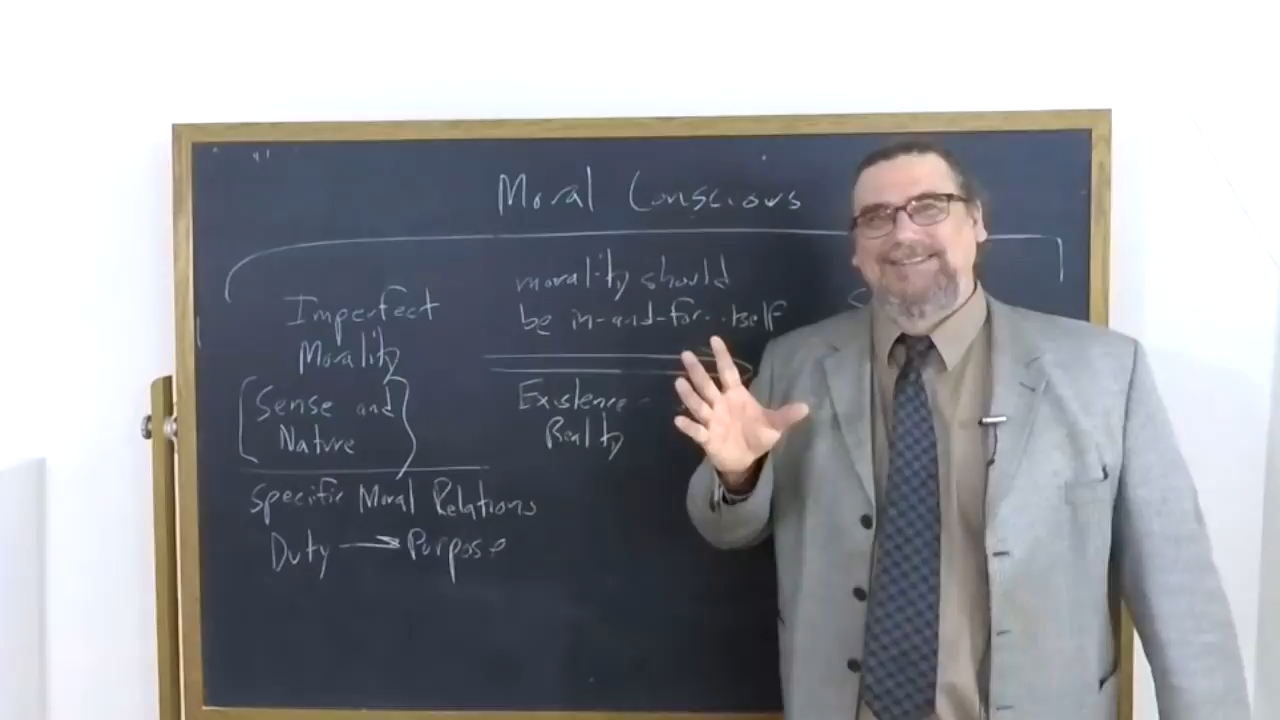 Moral Conscious
Imperfect
Morality
Sense and
Nature
Specific Moral Relations
Duty → Purpose
morality should
be in-and-for-itself
Existence
Reality